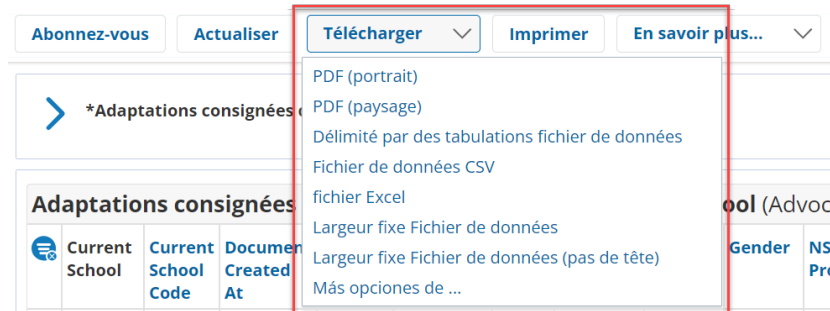 Abonnez-vous Actualiser Télécharger Imprimer En savoir plus...
PDF (portrait)
PDF (paysage)
*Adaptations consignées
Délimité par des tabulations fichier de données
Fichier de données CSV
fichier Excel
Adaptations consignées ool (Advoc
Largeur fixe Fichier de données
Current School
Current School Code
Documen Created At
Gender
NS Pro
Largeur fixe Fichier de données (pas de tête)
Más opciones de ...